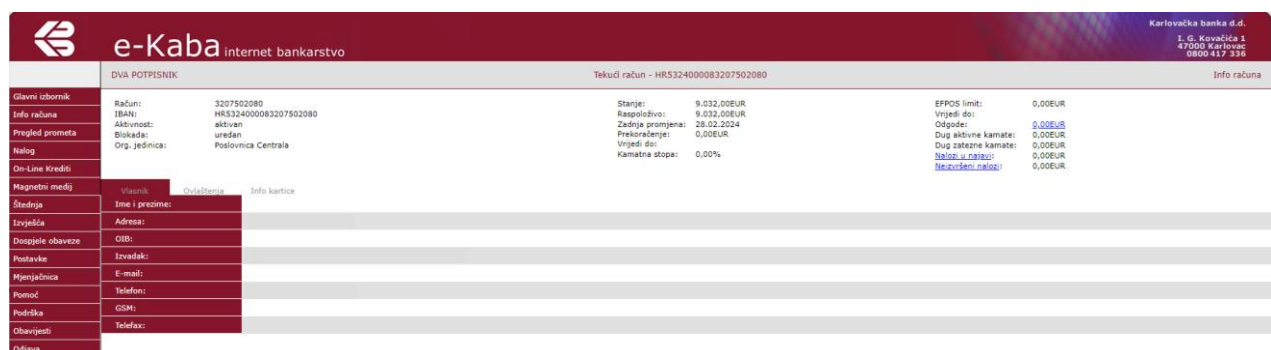 e-Kaba internet bankarstvo
Karlovačka banka d.d.
I. G. Kovačića 1
47000 Karlovac
0800 417 336
DVA POTPISNIK
Tekući račun - HR5324000083207502080
Info računa
Glavni izbornik
Info računa
Pregled prometa
Nalog
On-Line Krediti
Magnetni medij
Štednja
Izvješća
Dospjele obaveze
Postavke
Mjenjačnica
Pomoć
Podrška
Obavijesti
Odjava
Račun: 3207502080
IBAN: HR5324000083207502080
Aktivnost: aktivan
Blokada: uredan
Org. jedinica: Poslovnica Centrala
Stanje: 9.032,00EUR
Raspoloživo: 9.032,00EUR
Zadnja promjena: 28.02.2024
Prekoračenje: 0,00EUR
Vrijedi do:
Kamatna stopa: 0,00%
EFPOS limit: 0,00EUR
Vrijedi do:
Odgode: 0,00EUR
Dug aktivne kamate: 0,00EUR
Dug zatezne kamate: 0,00EUR
Nalozi u najavi: 0,00EUR
Neizvršeni nalozi: 0,00EUR
Vlasnik Ovlaštenja Info kartice
Ime i prezime:
Adresa:
OIB:
Izvadak:
E-mail:
Telefon:
GSM:
Telefax: